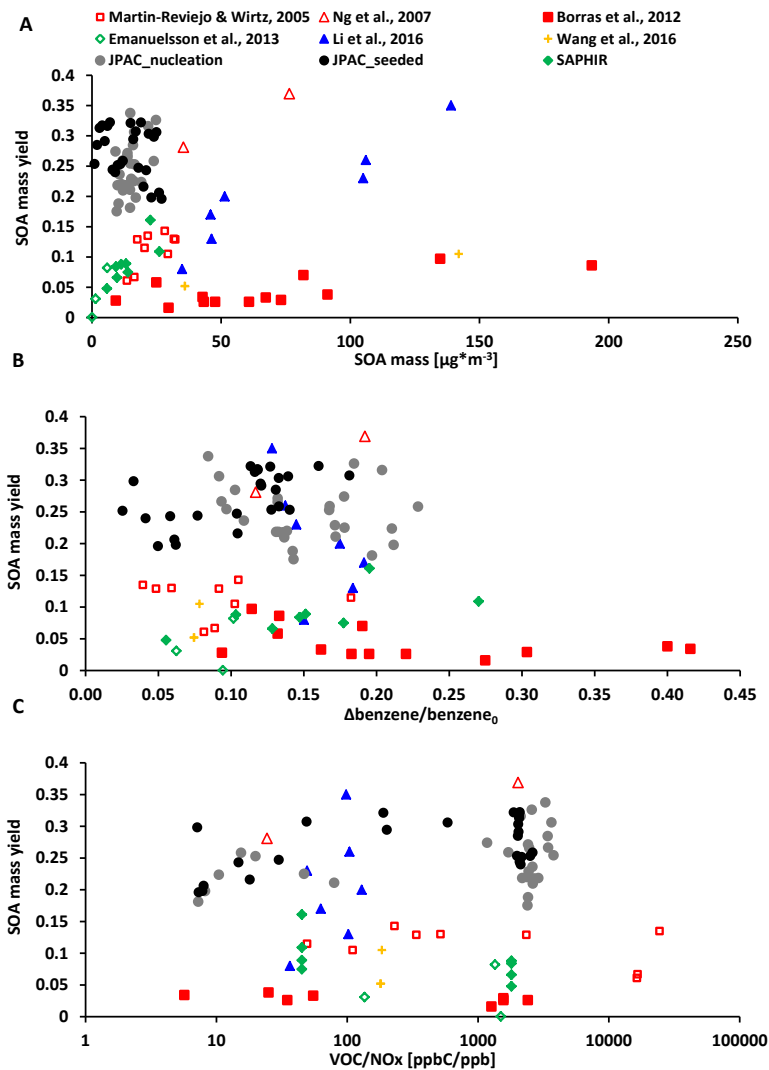 A
Martin-Reviejo & Wirtz, 2005 Ng et al., 2007 Borras et al., 2012
Emanuelsson et al., 2013 Li et al., 2016 Wang et al., 2016
JPAC_nucleation JPAC_seeded SAPHIR
0.4
0.35
0.3
0.25
0.2
0.15
0.1
0.05
0
SOA mass yield
0 50 100 150 200 250
SOA mass [µg*m-3]
B
0.4
0.35
0.3
0.25
0.2
0.15
0.1
0.05
0
SOA mass yield
0.00 0.05 0.10 0.15 0.20 0.25 0.30 0.35 0.40 0.45
Δbenzene/benzene0
C
0.4
0.35
0.3
0.25
0.2
0.15
0.1
0.05
0
SOA mass yield
1 10 100 1000 10000 100000
VOC/NOx [ppbC/ppb]